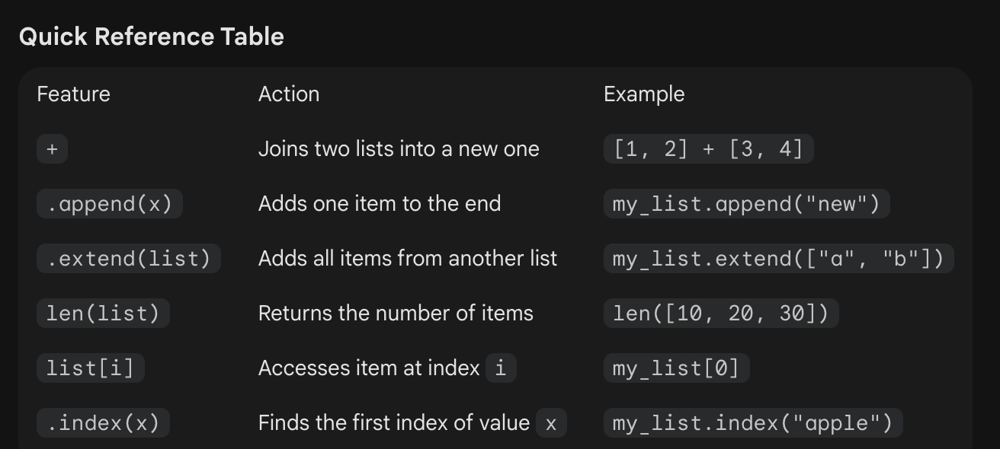 Quick Reference Table
Feature Action Example
+ Joins two lists into a new one [1, 2] + [3, 4]
.append(x) Adds one item to the end my_list.append("new")
.extend(list) Adds all items from another list my_list.extend(["a", "b"])
len(list) Returns the number of items len([10, 20, 30])
list[i] Accesses item at index i my_list[0]
.index(x) Finds the first index of value x my_list.index("apple")